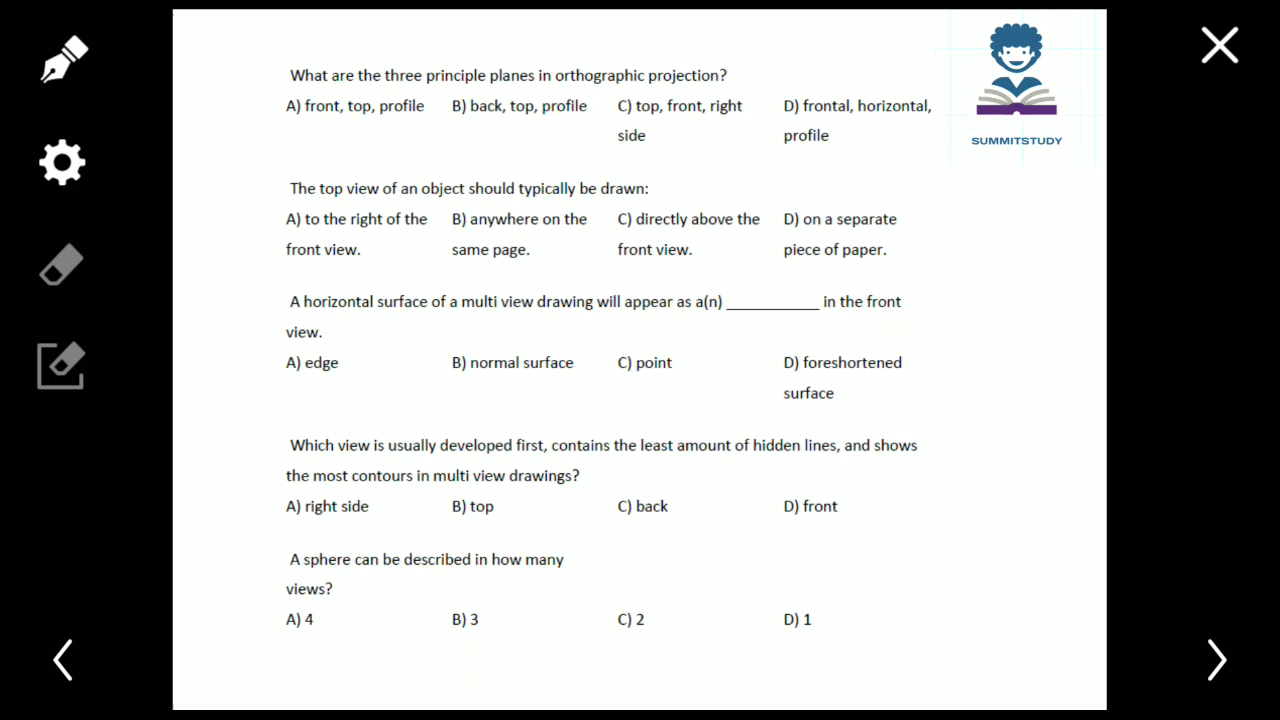 What are the three principle planes in orthographic projection?
A) front, top, profile B) back, top, profile C) top, front, right side D) frontal, horizontal, profile
SUMMITSTUDY
The top view of an object should typically be drawn:
A) to the right of the front view. B) anywhere on the same page. C) directly above the front view. D) on a separate piece of paper.
A horizontal surface of a multi view drawing will appear as a(n) ___________ in the front
view.
A) edge B) normal surface C) point D) foreshortened surface
Which view is usually developed first, contains the least amount of hidden lines, and shows
the most contours in multi view drawings?
A) right side B) top C) back D) front
A sphere can be described in how many
views?
A) 4 B) 3 C) 2 D) 1